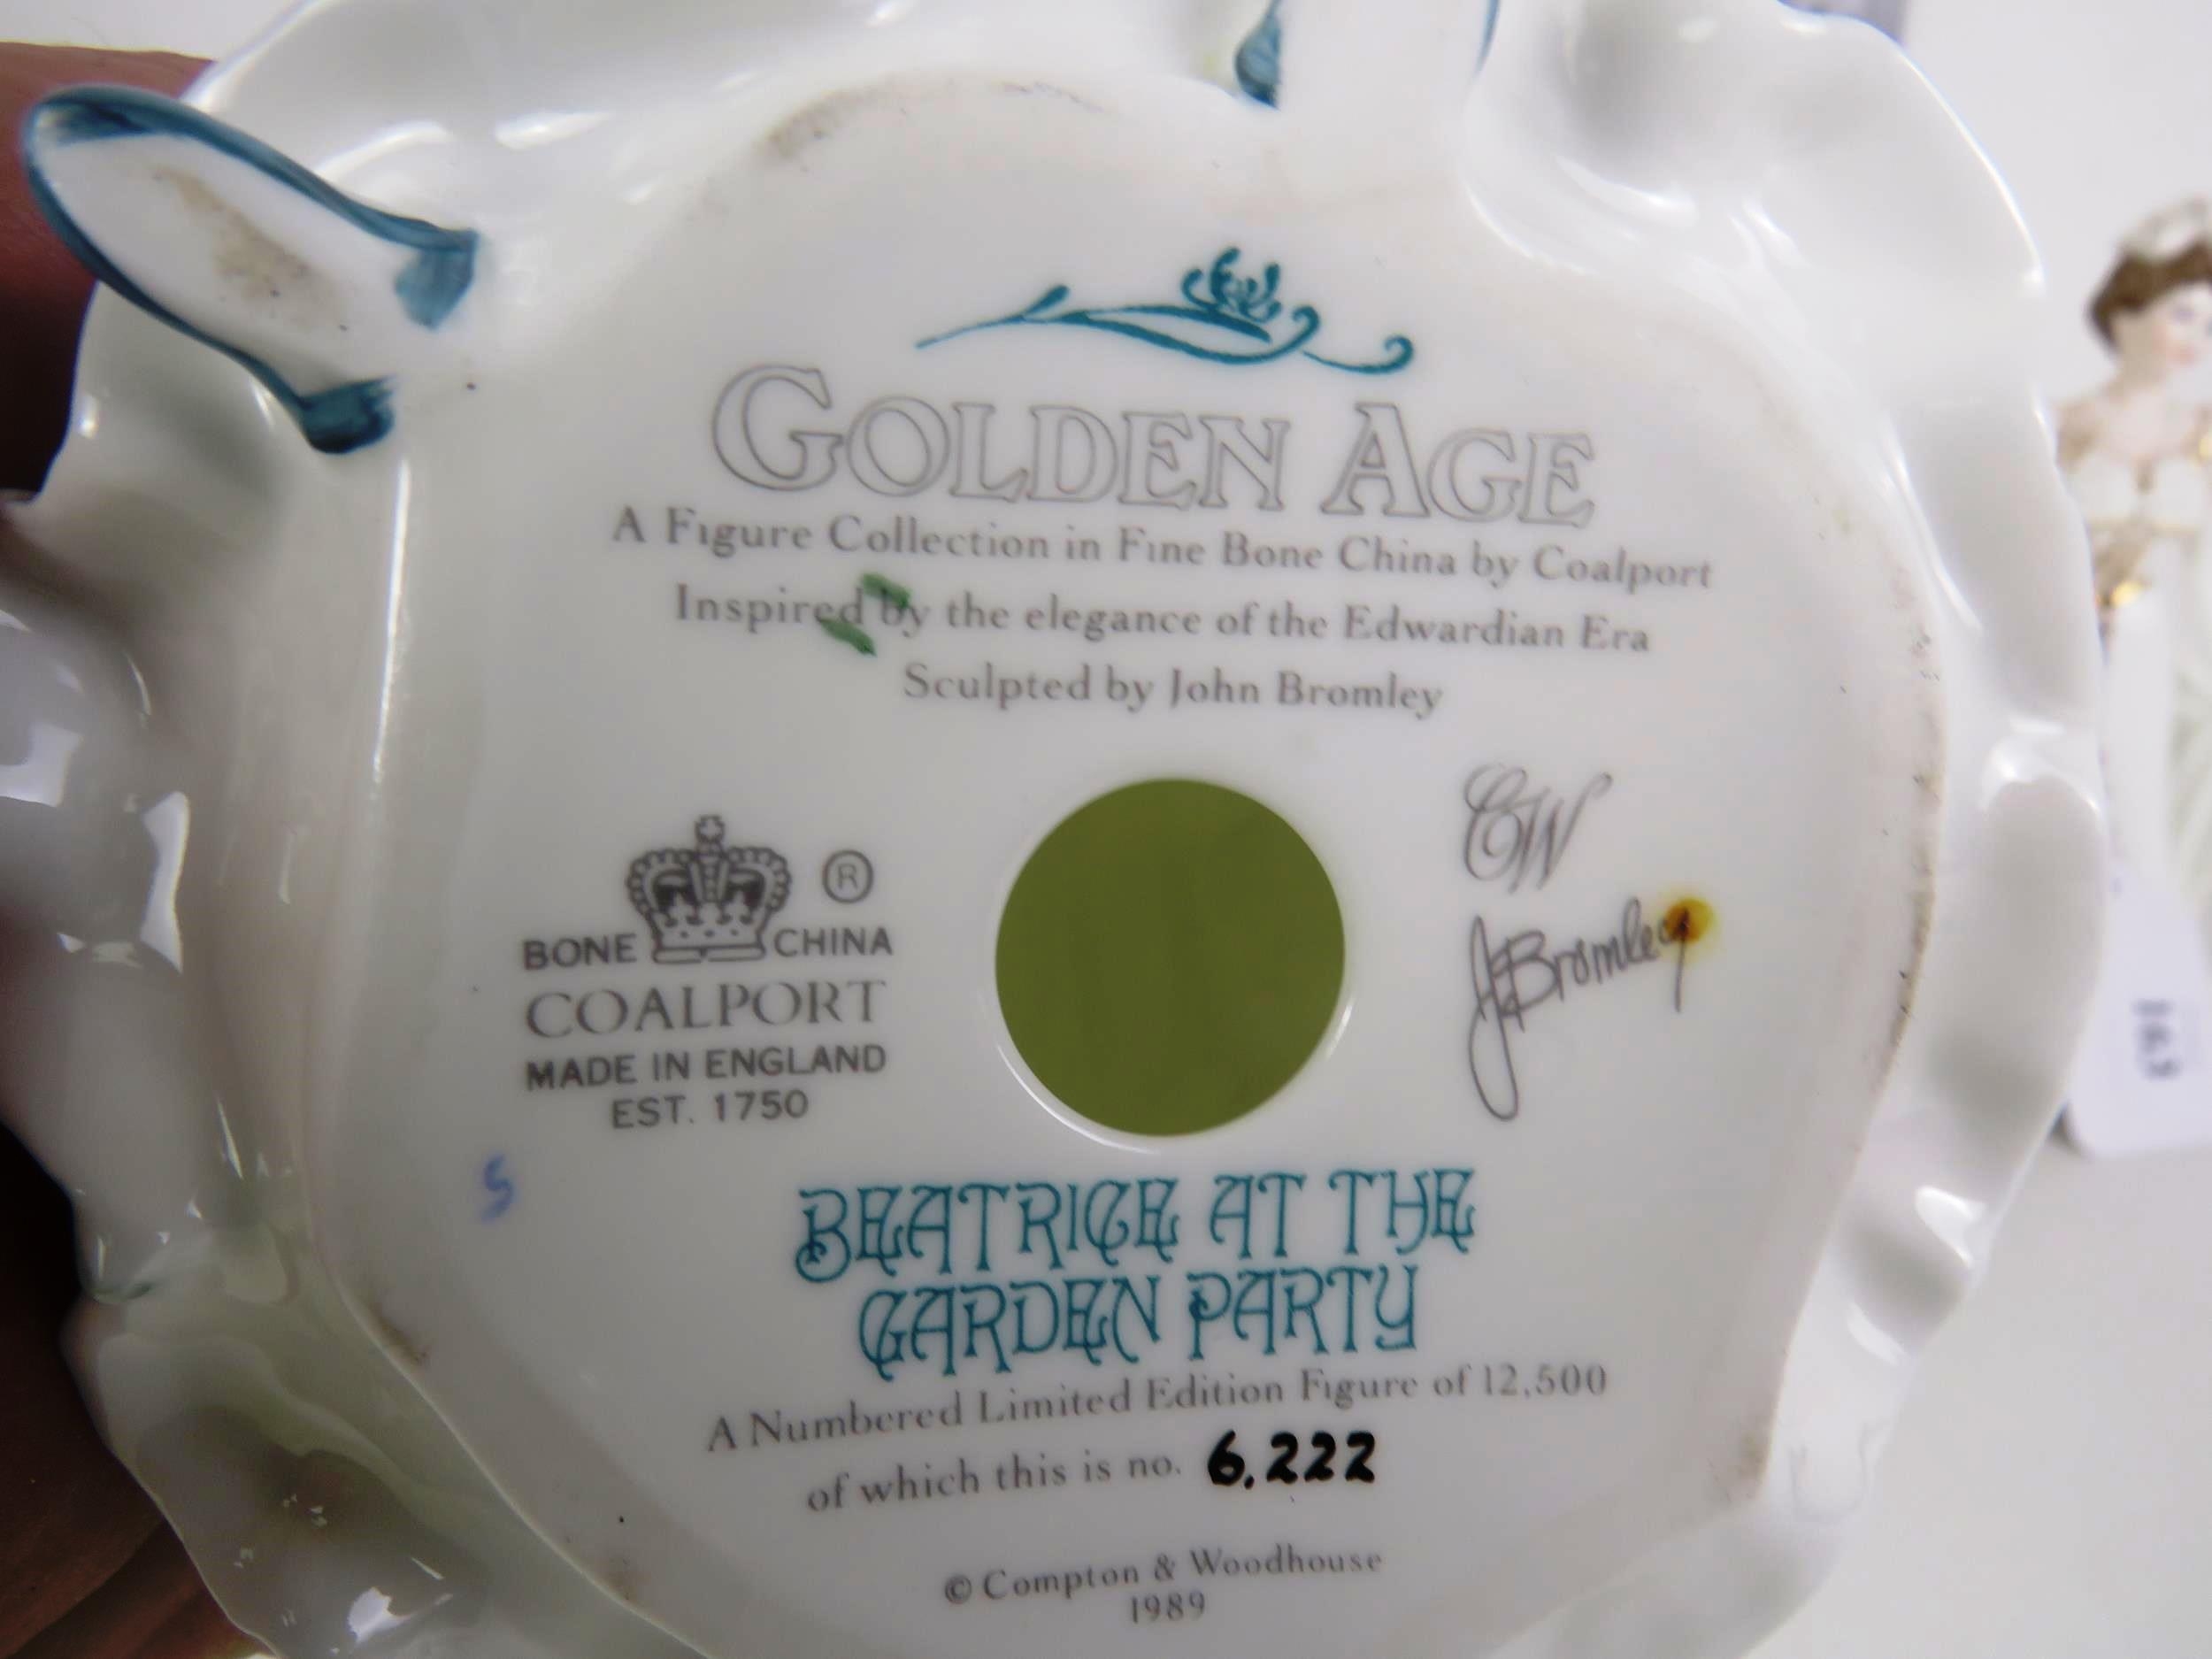 GOLDEN AGE
A Figure Collection in Fine Bone China by Coalport
Inspired by the elegance of the Edwardian Era
Sculpted by John Bromley
CW
®
BONE CHINA
J Bromley
COALPORT
MADE IN ENGLAND
EST. 1750
5
BEATRICE AT THE
GARDEN PARTY
A Numbered Limited Edition Figure of 12,500
of which this is no. 6,222
© Compton & Woodhouse
1989
163